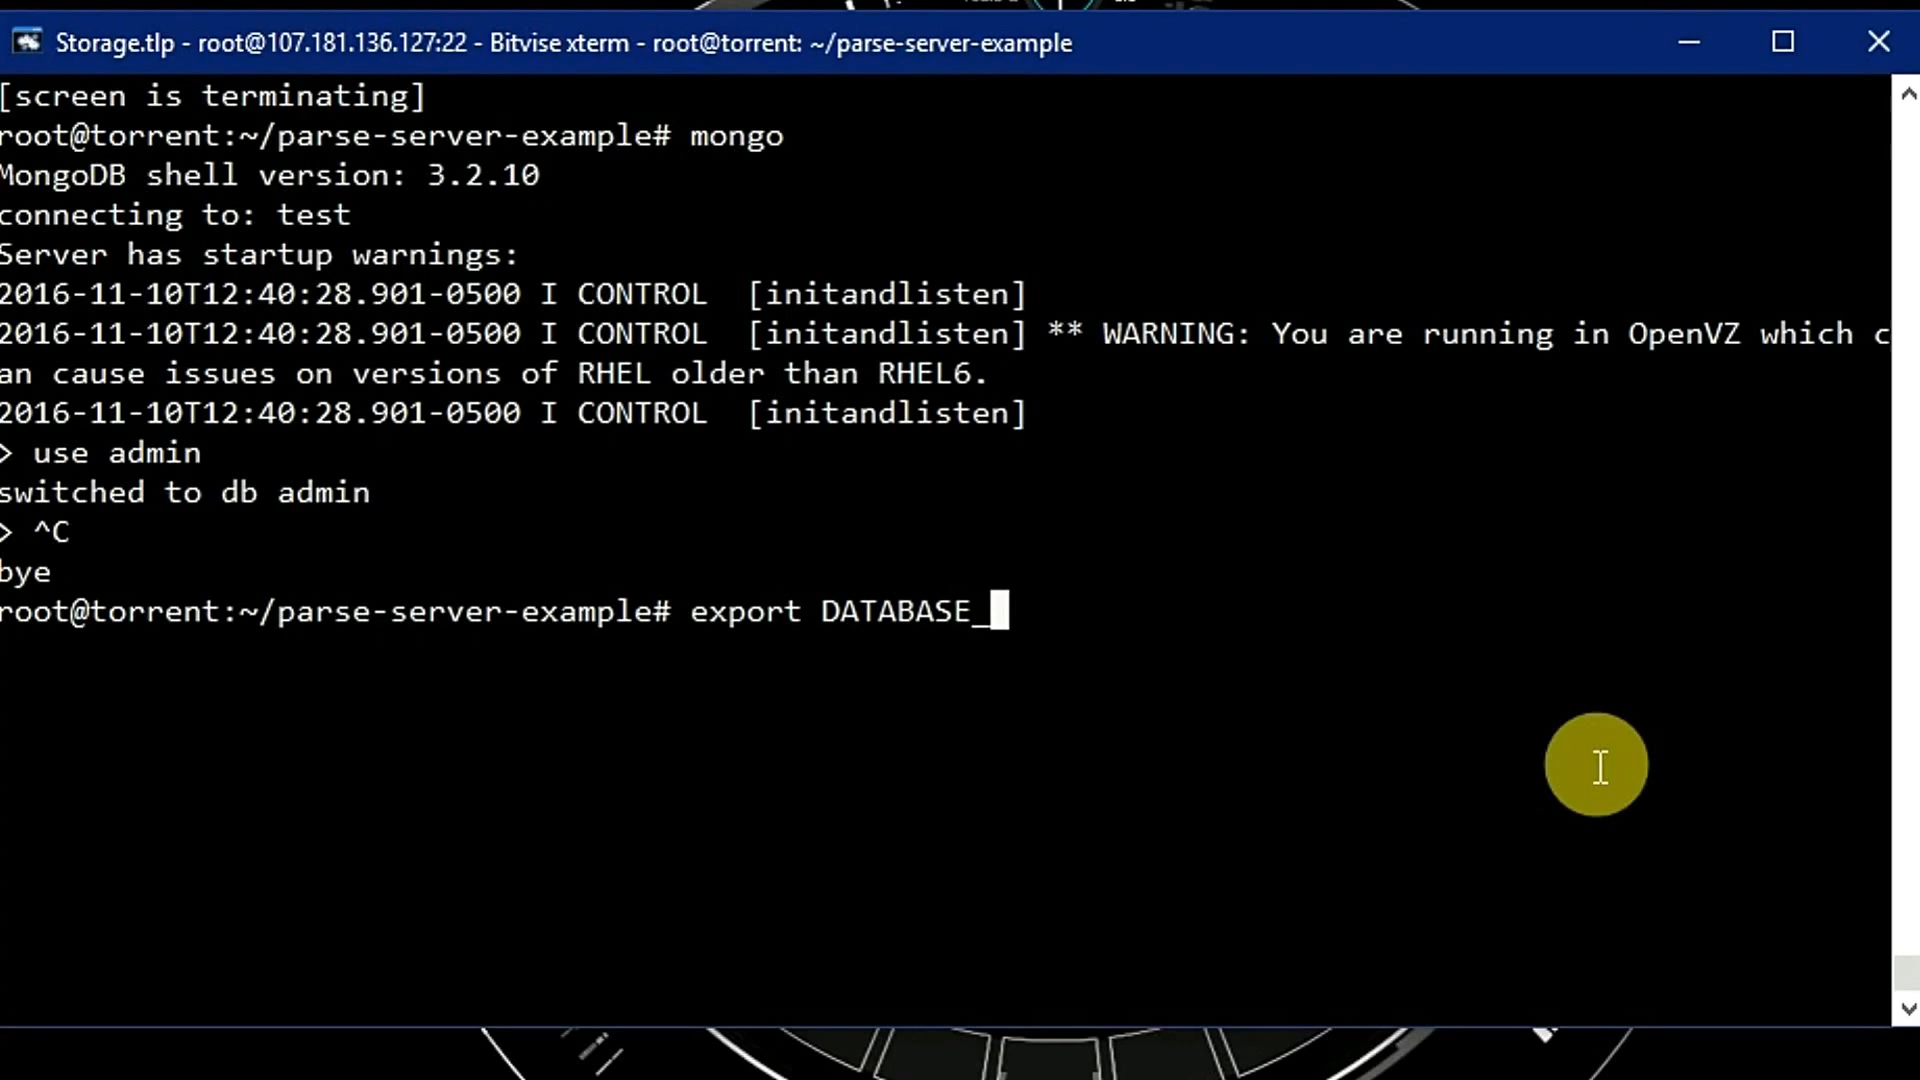 Storage.tlp - root@107.181.136.127:22 - Bitvise xterm - root@torrent: ~/parse-server-example
[screen is terminating]
root@torrent:~/parse-server-example# mongo
MongoDB shell version: 3.2.10
connecting to: test
Server has startup warnings:
2016-11-10T12:40:28.901-0500 I CONTROL  [initandlisten]
2016-11-10T12:40:28.901-0500 I CONTROL  [initandlisten] ** WARNING: You are running in OpenVZ which c
an cause issues on versions of RHEL older than RHEL6.
2016-11-10T12:40:28.901-0500 I CONTROL  [initandlisten]
> use admin
switched to db admin
> ^C
bye
root@torrent:~/parse-server-example# export DATABASE_